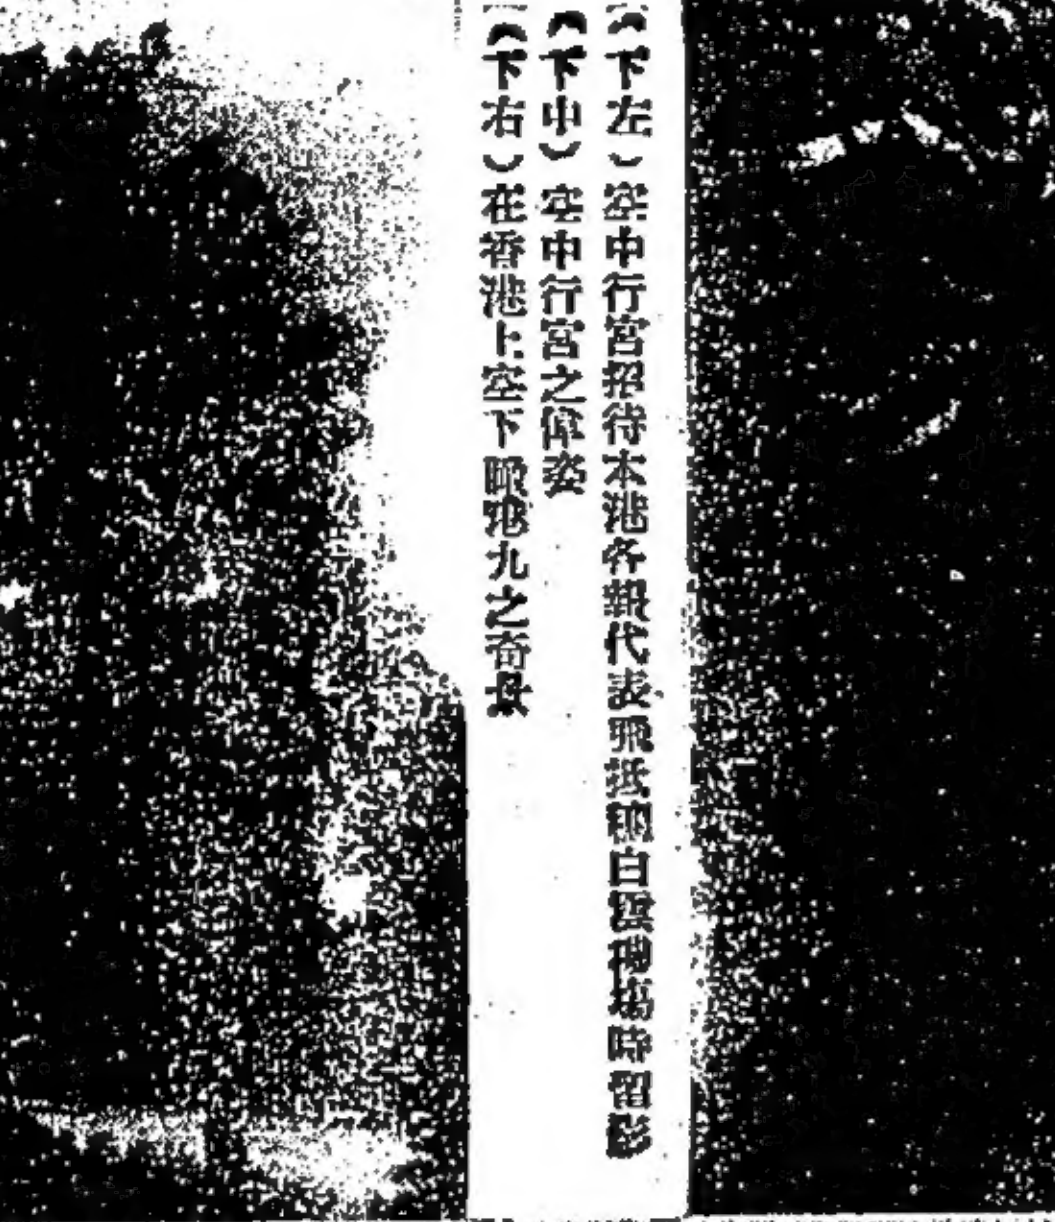 （下左）空中行宮招待本港各報代表飛抵穗白雲機場時留影
（下中）空中行宮之偉姿
（下右）在香港上空下瞰港九之奇景